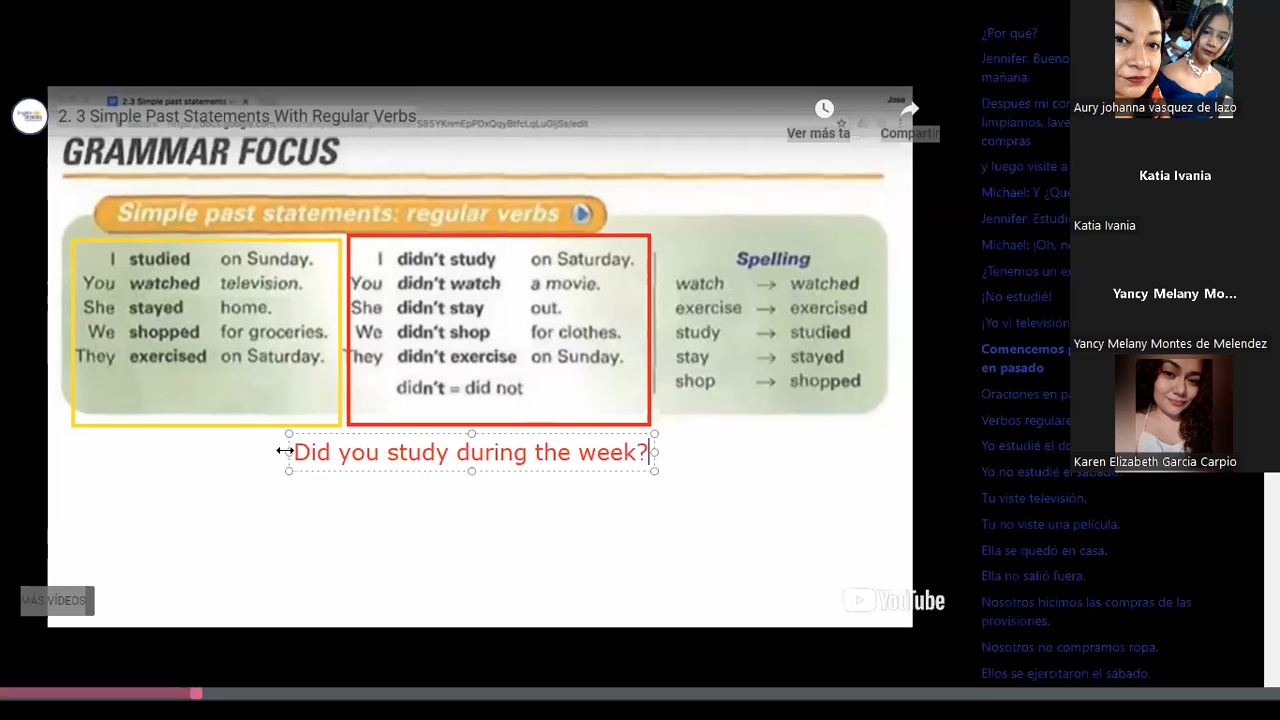 2.3 Simple past statements
Jose
2. 3 Simple Past Statements With Regular Verbs
Ver más ta
Compartir
GRAMMAR FOCUS
Simple past statements: regular verbs
I studied on Sunday.
You watched television.
She stayed home.
We shopped for groceries.
They exercised on Saturday.
I didn't study on Saturday.
You didn't watch a movie.
She didn't stay out.
We didn't shop for clothes.
They didn't exercise on Sunday.
didn't = did not
Spelling
watch → watched
exercise → exercised
study → studied
stay → stayed
shop → shopped
Did you study during the week?
MÁS VÍDEOS
YouTube
¿Por qué?
Jennifer: Bueno
mañana.
Después mi co
limpiamos, lave
compras
y luego visité a
Michael: Y ¿Qué
Jennifer: Estudi
Michael: ¡Oh, n
¿Tenemos un e
¡No estudié!
¡Yo vi televisión
Comencemos
en pasado
Oraciones en pa
Verbos regulare
Yo estudié el do
Yo no estudié el sábado.
Tu viste televisión.
Tu no viste una película.
Ella se quedó en casa.
Ella no salió fuera.
Nosotros hicimos las compras de las
provisiones.
Nosotros no compramos ropa.
Ellos se ejercitaron el sábado.
Aury johanna vasquez de lazo
Katia Ivania
Katia Ivania
Yancy Melany Mo...
Yancy Melany Montes de Melendez
Karen Elizabeth Garcia Carpio